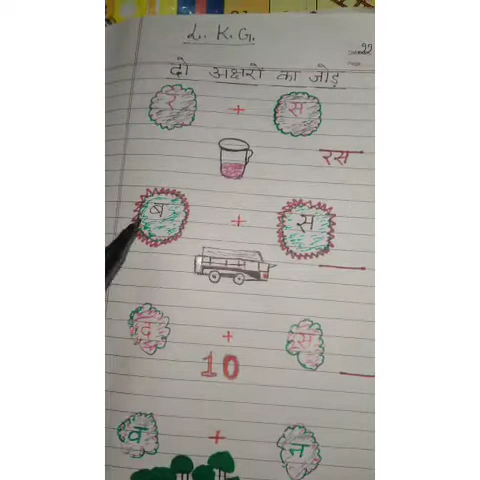 L. K. G.
दो अक्षरो का जोड़
र + स
रस
ब + स
द + स
10
व + न